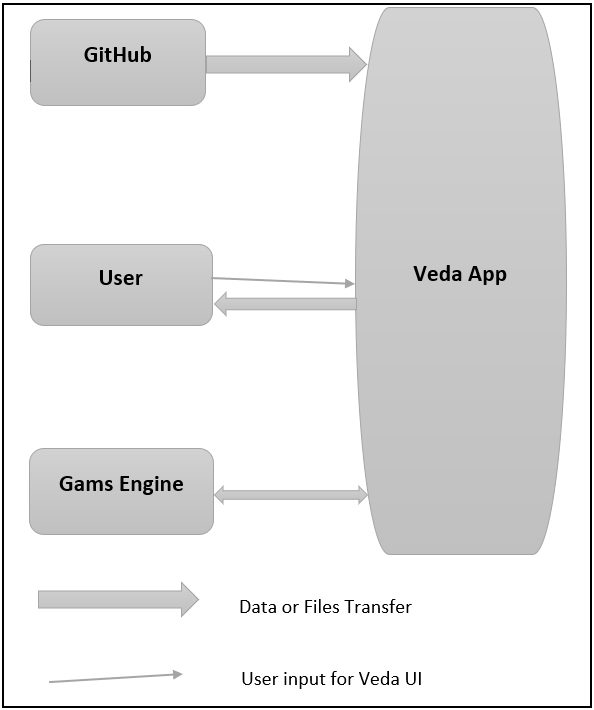 GitHub
User
Veda App
Gams Engine
Data or Files Transfer
User input for Veda UI